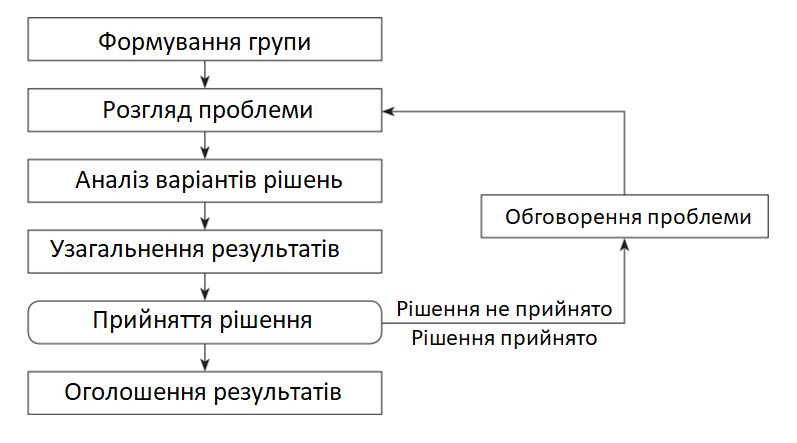 Формування групи
Розгляд проблеми
Аналіз варіантів рішень
Обговорення проблеми
Узагальнення результатів
Прийняття рішення
Рішення не прийнято
Рішення прийнято
Оголошення результатів